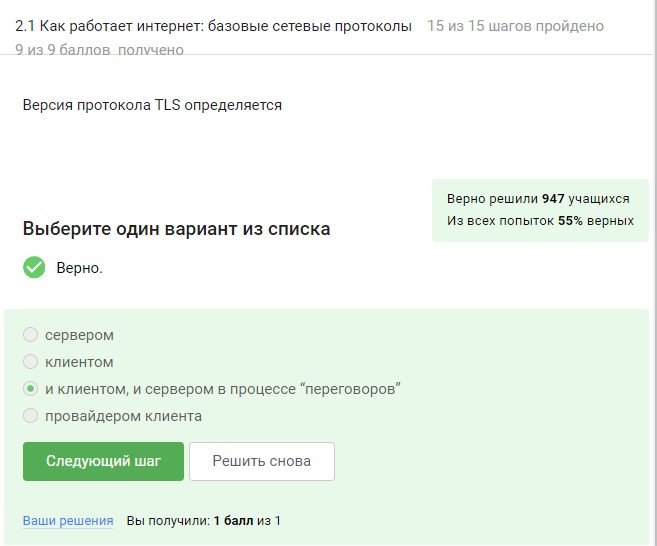 2.1 Как работает интернет: базовые сетевые протоколы 15 из 15 шагов пройдено
9 из 9 баллов получено
Версия протокола TLS определяется
Верно решили 947 учащихся
Из всех попыток 55% верных
Выберите один вариант из списка
Верно.
сервером
клиентом
и клиентом, и сервером в процессе “переговоров”
провайдером клиента
Следующий шаг Решить снова
Ваши решения Вы получили: 1 балл из 1